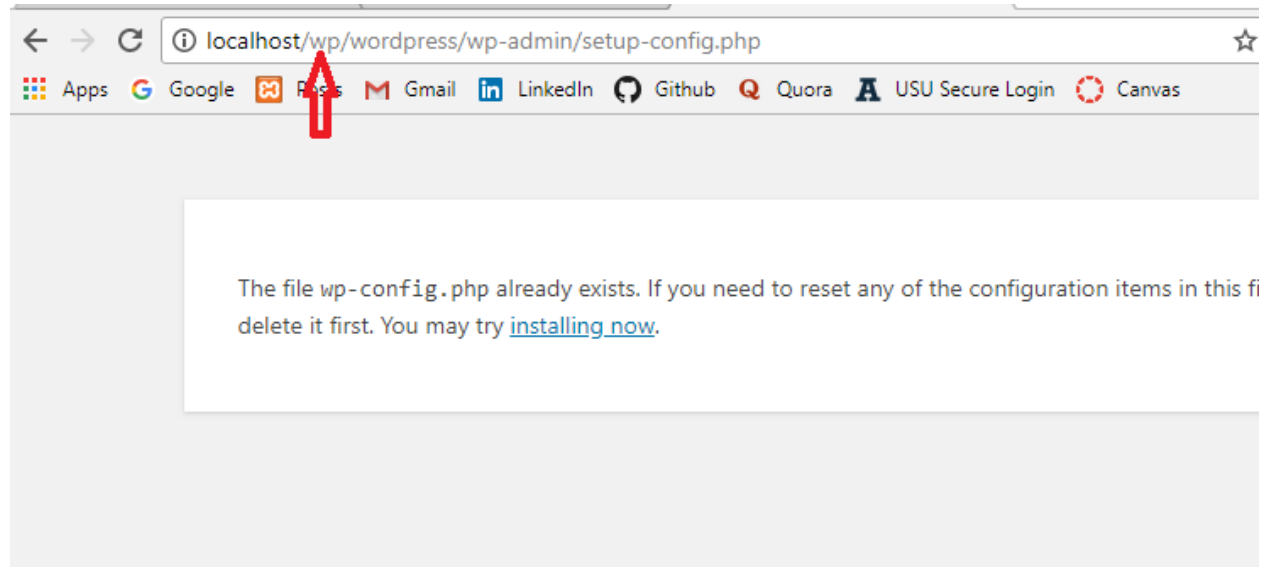 localhost/wp/wordpress/wp-admin/setup-config.php
Apps Google Posts Gmail LinkedIn Github Quora USU Secure Login Canvas
The file wp-config.php already exists. If you need to reset any of the configuration items in this fi
delete it first. You may try installing now.